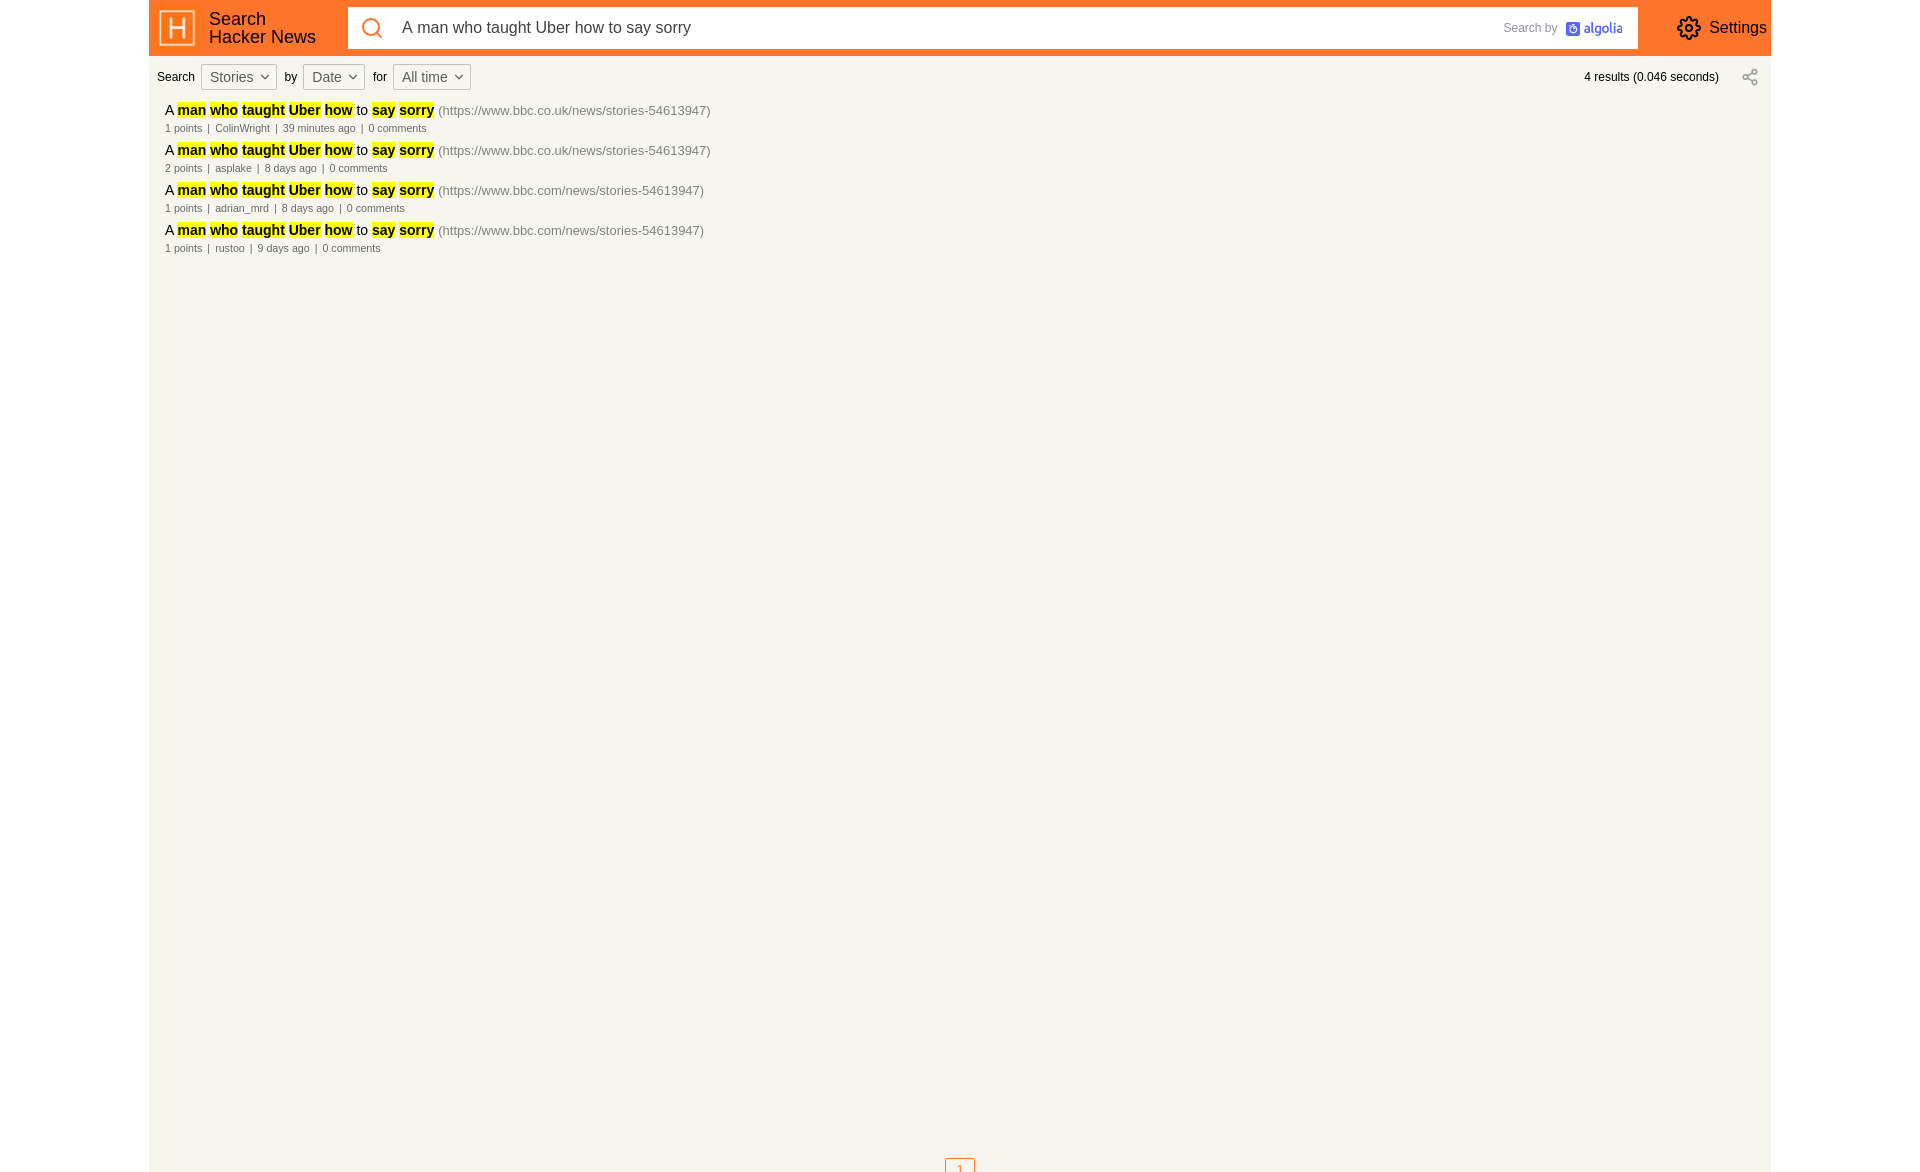 Search
Hacker News
A man who taught Uber how to say sorry
Search by algolia
Settings
Search Stories by Date for All time
4 results (0.046 seconds)
A man who taught Uber how to say sorry (https://www.bbc.co.uk/news/stories-54613947)
1 points | ColinWright | 39 minutes ago | 0 comments
A man who taught Uber how to say sorry (https://www.bbc.co.uk/news/stories-54613947)
2 points | asplake | 8 days ago | 0 comments
A man who taught Uber how to say sorry (https://www.bbc.com/news/stories-54613947)
1 points | adrian_mrd | 8 days ago | 0 comments
A man who taught Uber how to say sorry (https://www.bbc.com/news/stories-54613947)
1 points | rustoo | 9 days ago | 0 comments
1